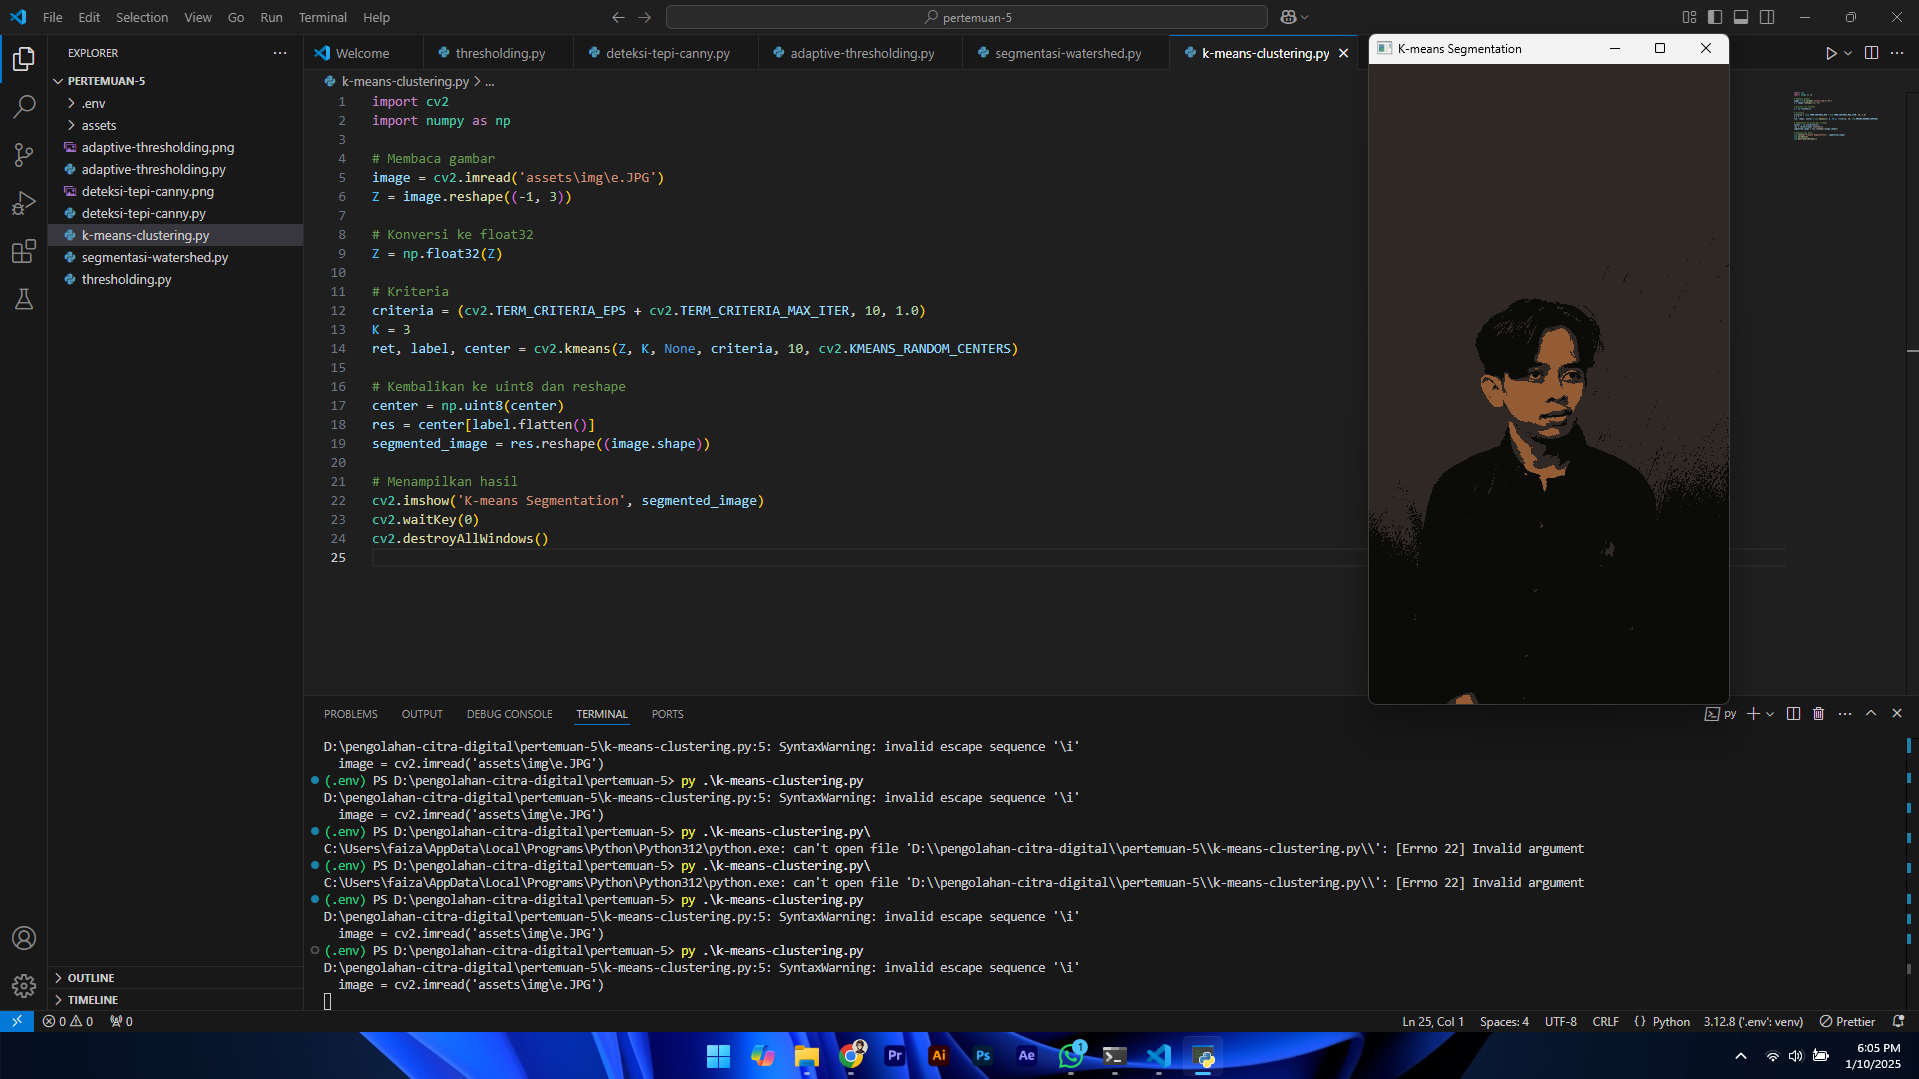 File Edit Selection View Go Run Terminal Help
pertemuan-5
EXPLORER
PERTEMUAN-5
.env
assets
adaptive-thresholding.png
adaptive-thresholding.py
deteksi-tepi-canny.png
deteksi-tepi-canny.py
k-means-clustering.py
segmentasi-watershed.py
thresholding.py
OUTLINE
TIMELINE
Welcome thresholding.py deteksi-tepi-canny.py adaptive-thresholding.py segmentasi-watershed.py k-means-clustering.py
k-means-clustering.py > ...
1 import cv2
2 import numpy as np
3
4 # Membaca gambar
5 image = cv2.imread('assets\img\e.JPG')
6 Z = image.reshape((-1, 3))
7
8 # Konversi ke float32
9 Z = np.float32(Z)
10
11 # Kriteria
12 criteria = (cv2.TERM_CRITERIA_EPS + cv2.TERM_CRITERIA_MAX_ITER, 10, 1.0)
13 K = 3
14 ret, label, center = cv2.kmeans(Z, K, None, criteria, 10, cv2.KMEANS_RANDOM_CENTERS)
15
16 # Kembalikan ke uint8 dan reshape
17 center = np.uint8(center)
18 res = center[label.flatten()]
19 segmented_image = res.reshape((image.shape))
20
21 # Menampilkan hasil
22 cv2.imshow('K-means Segmentation', segmented_image)
23 cv2.waitKey(0)
24 cv2.destroyAllWindows()
25
K-means Segmentation
PROBLEMS OUTPUT DEBUG CONSOLE TERMINAL PORTS
py
D:\pengolahan-citra-digital\pertemuan-5\k-means-clustering.py:5: SyntaxWarning: invalid escape sequence '\i'
image = cv2.imread('assets\img\e.JPG')
(.env) PS D:\pengolahan-citra-digital\pertemuan-5> py .\k-means-clustering.py
D:\pengolahan-citra-digital\pertemuan-5\k-means-clustering.py:5: SyntaxWarning: invalid escape sequence '\i'
image = cv2.imread('assets\img\e.JPG')
(.env) PS D:\pengolahan-citra-digital\pertemuan-5> py .\k-means-clustering.py\
C:\Users\faiza\AppData\Local\Programs\Python\Python312\python.exe: can't open file 'D:\\pengolahan-citra-digital\\pertemuan-5\\k-means-clustering.py\\': [Errno 22] Invalid argument
(.env) PS D:\pengolahan-citra-digital\pertemuan-5> py .\k-means-clustering.py\
C:\Users\faiza\AppData\Local\Programs\Python\Python312\python.exe: can't open file 'D:\\pengolahan-citra-digital\\pertemuan-5\\k-means-clustering.py\\': [Errno 22] Invalid argument
(.env) PS D:\pengolahan-citra-digital\pertemuan-5> py .\k-means-clustering.py
D:\pengolahan-citra-digital\pertemuan-5\k-means-clustering.py:5: SyntaxWarning: invalid escape sequence '\i'
image = cv2.imread('assets\img\e.JPG')
(.env) PS D:\pengolahan-citra-digital\pertemuan-5> py .\k-means-clustering.py
D:\pengolahan-citra-digital\pertemuan-5\k-means-clustering.py:5: SyntaxWarning: invalid escape sequence '\i'
image = cv2.imread('assets\img\e.JPG')
0 0 0 Ln 25, Col 1 Spaces: 4 UTF-8 CRLF {} Python 3.12.8 ('.env': venv) Prettier
Pr Ai Ps Ae 1
6:05 PM
1/10/2025